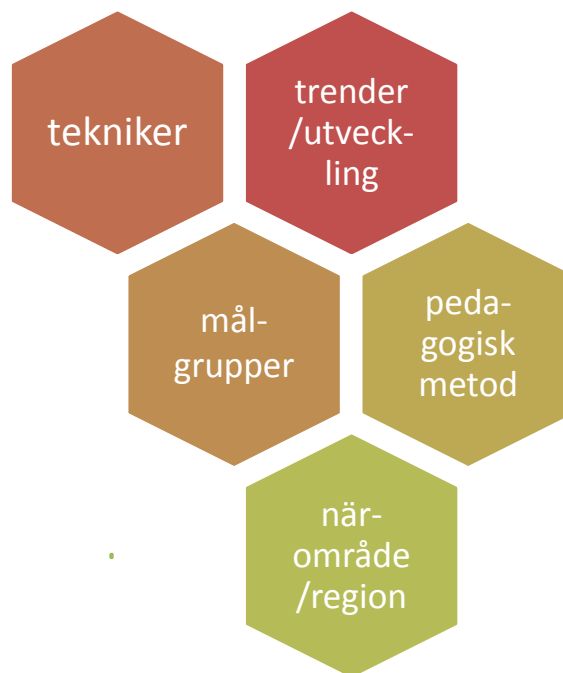 tekniker
trender
/utveck-
ling
mål-
grupper
peda-
gogisk
metod
när-
område
/region